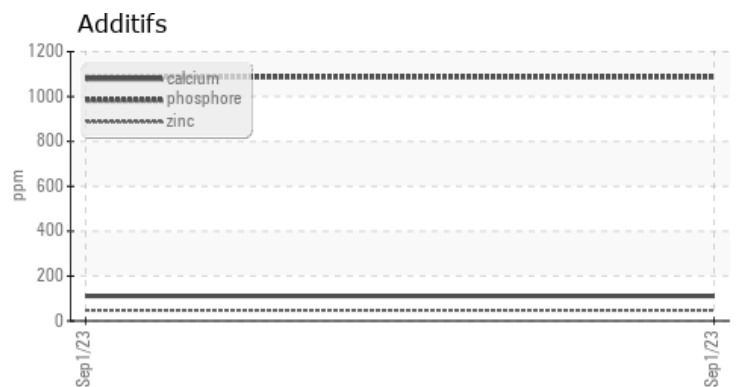 Additifs
1200
1000
800
600
400
200
0
ppm
calcium
phosphore
zinc
Sep1/23
Sep1/23